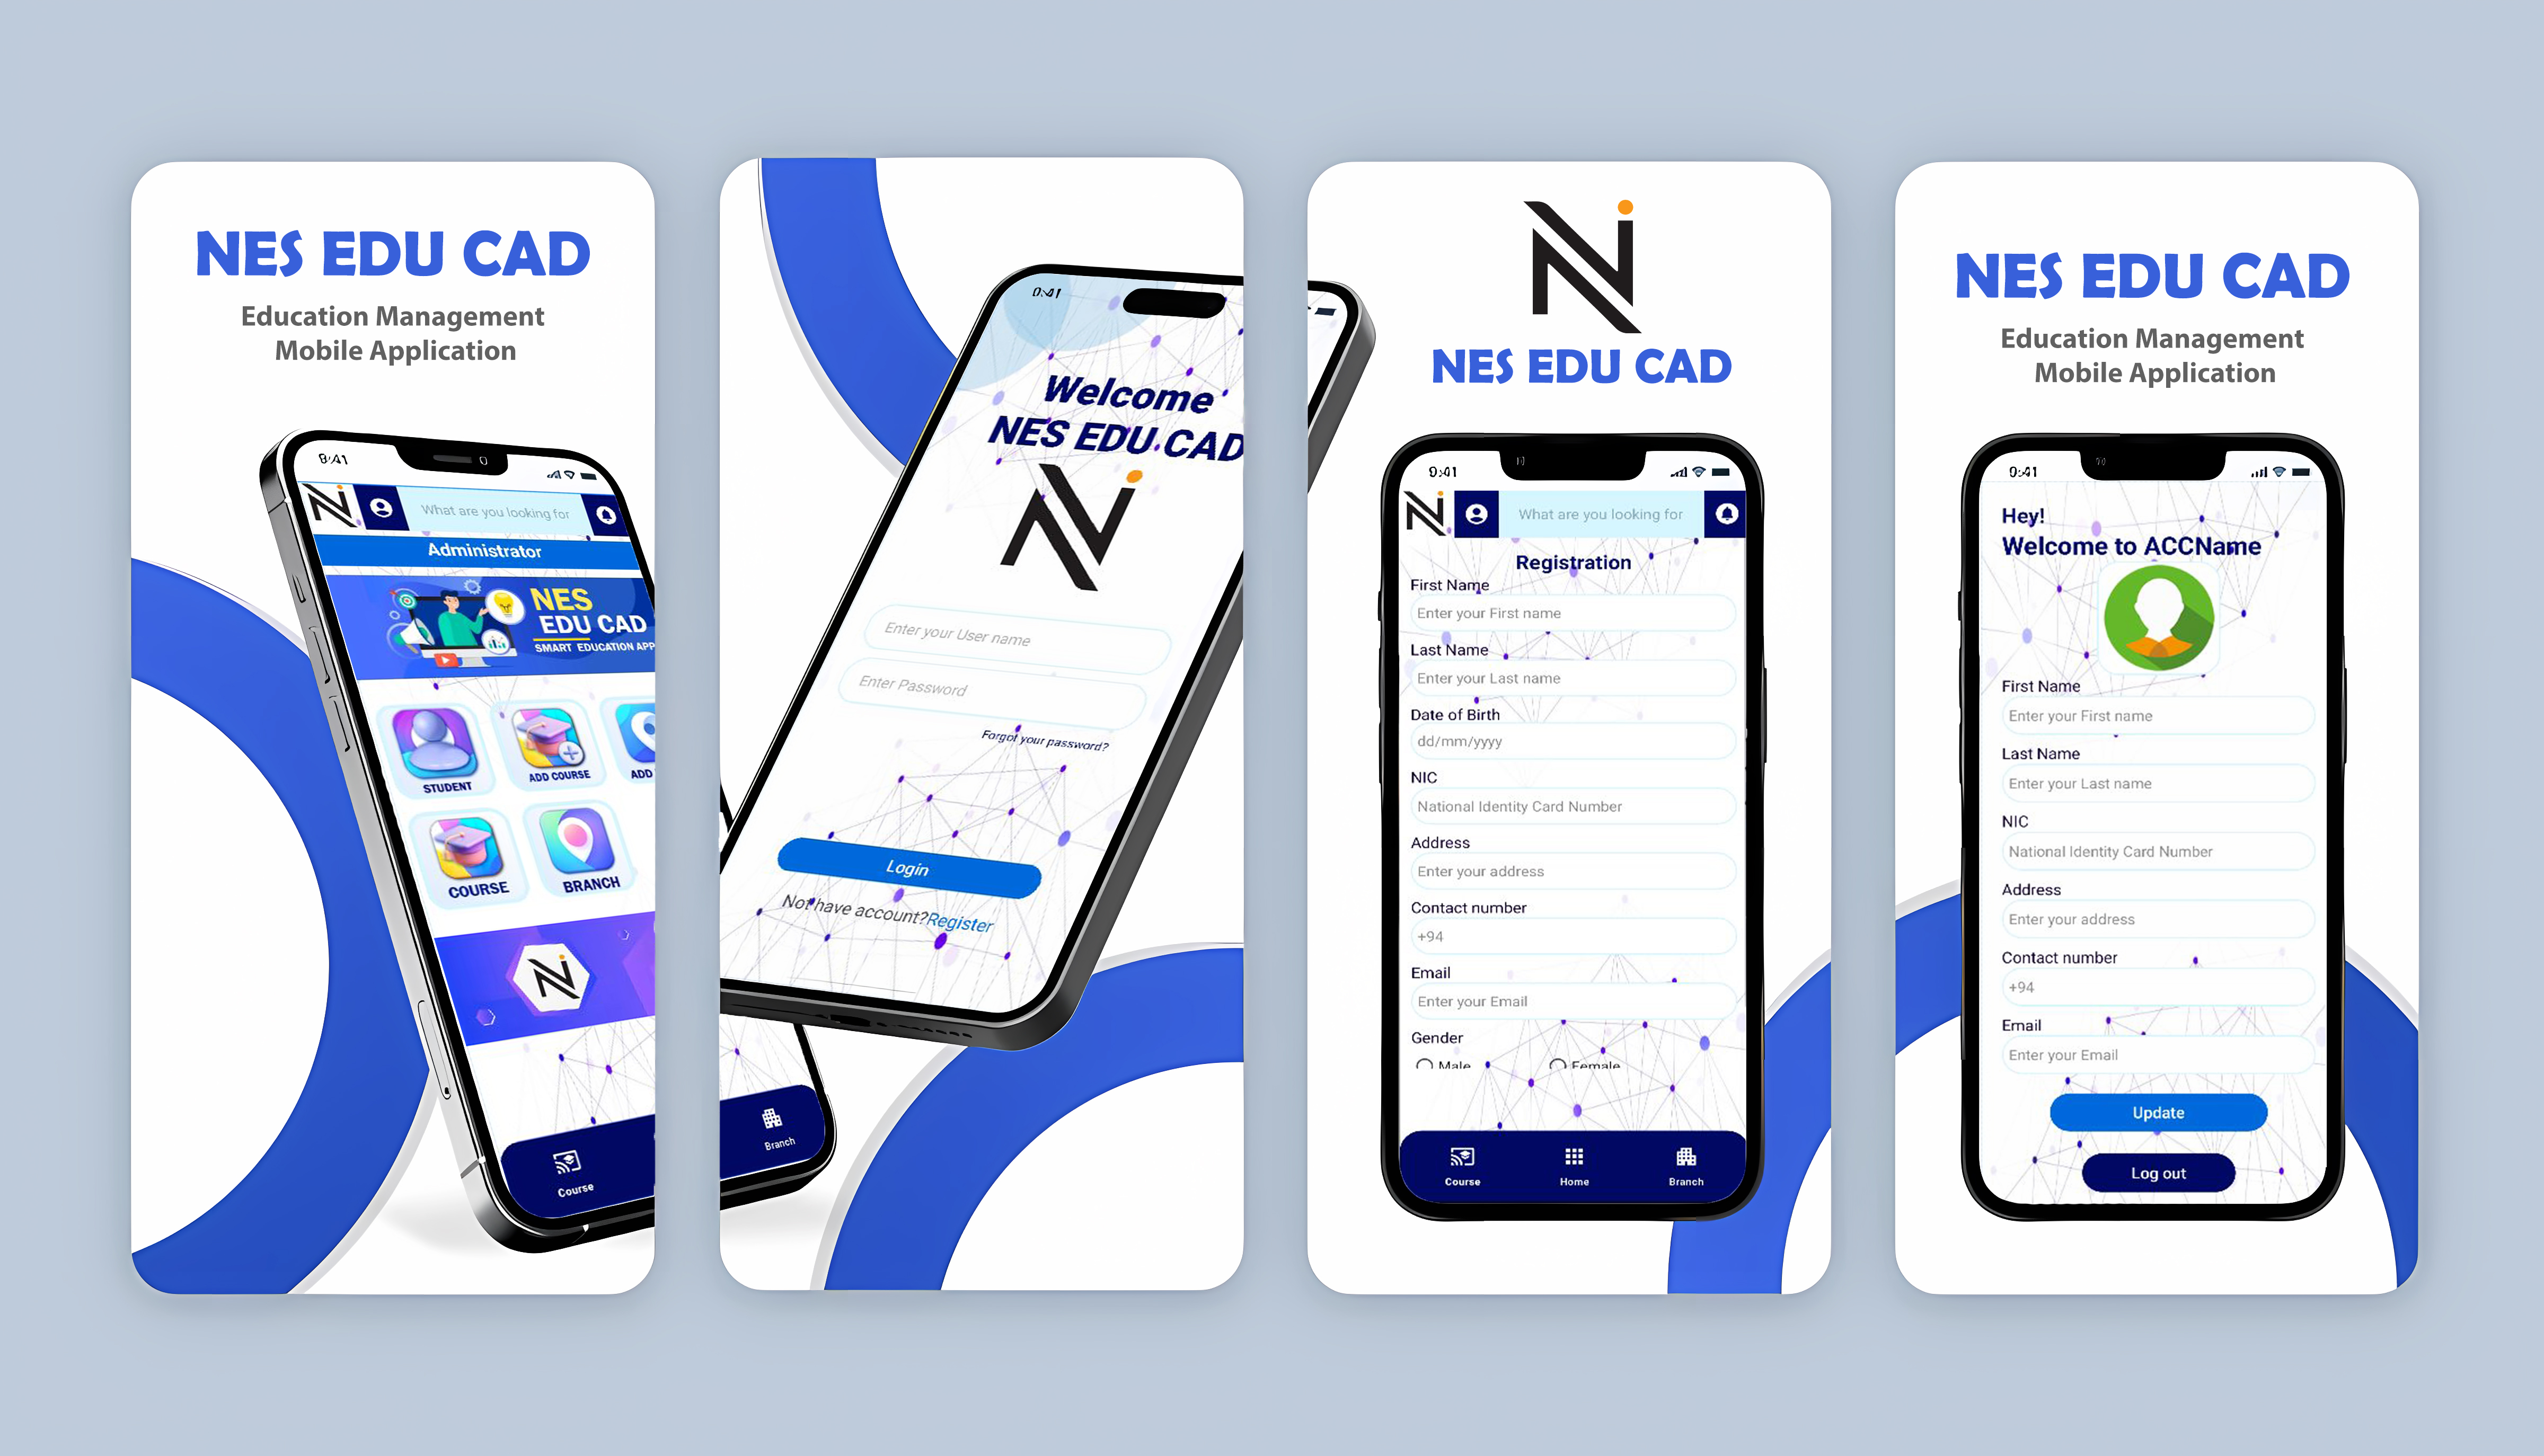 NES EDU CAD
Education Management
Mobile Application
9:41
What are you looking for
Administrator
NES
EDU CAD
SMART EDUCATION APP
STUDENT
ADD COURSE
ADD
COURSE
BRANCH
Course
9:41
Welcome
NES EDU CAD
Enter your User name
Enter Password
Forgot your password?
Login
Not have account?Register
Branch
NES EDU CAD
9:41
What are you looking for
Registration
First Name
Enter your First name
Last Name
Enter your Last name
Date of Birth
dd/mm/yyyy
NIC
National Identity Card Number
Address
Enter your address
Contact number
+94
Email
Enter your Email
Gender
Male Female
Course Home Branch
NES EDU CAD
Education Management
Mobile Application
9:41
Hey!
Welcome to ACCName
First Name
Enter your First name
Last Name
Enter your Last name
NIC
National Identity Card Number
Address
Enter your address
Contact number
+94
Email
Enter your Email
Update
Log out